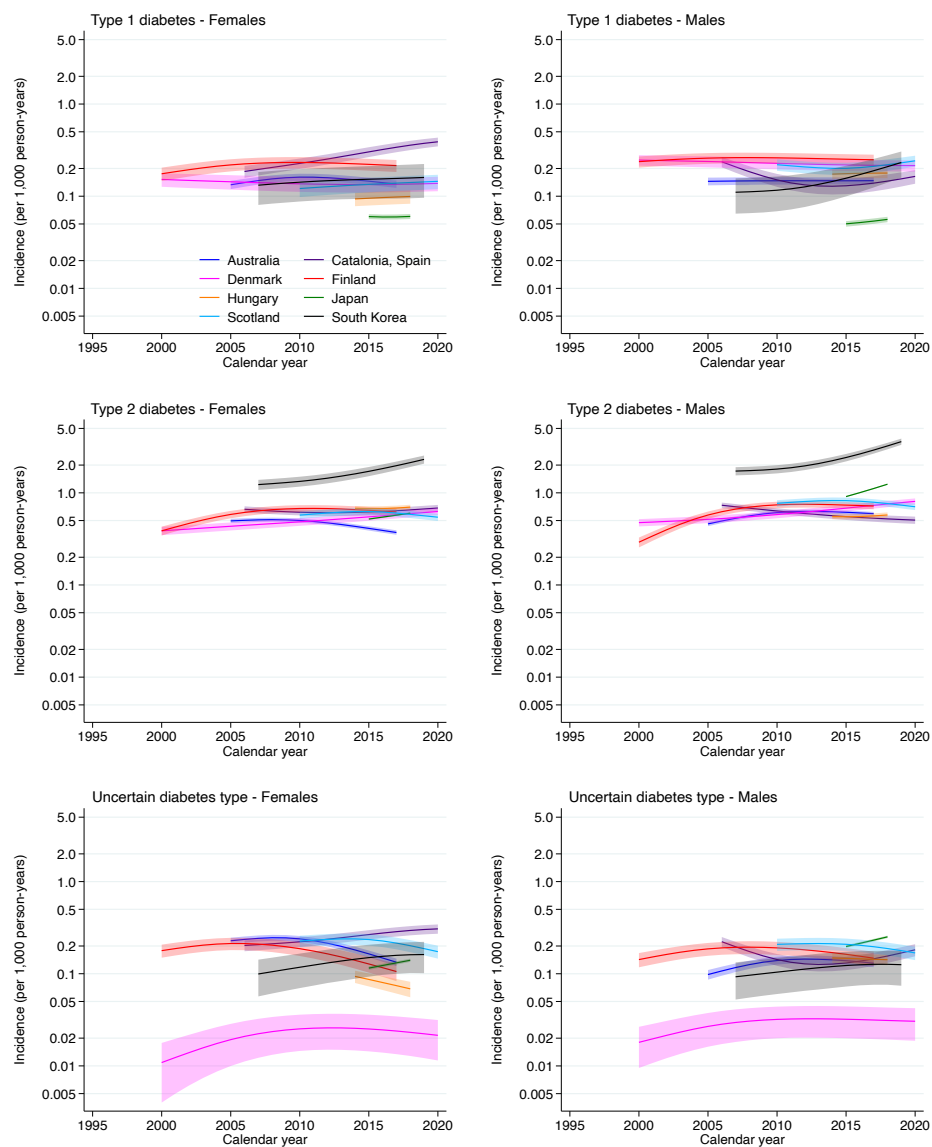 Type 1 diabetes - Females
Incidence (per 1,000 person-years)
5.0
2.0
1.0
0.5
0.2
0.1
0.05
0.02
0.01
0.005
Australia Catalonia, Spain
Denmark Finland
Hungary Japan
Scotland South Korea
1995 2000 2005 2010 2015 2020
Calendar year
Type 1 diabetes - Males
Incidence (per 1,000 person-years)
5.0
2.0
1.0
0.5
0.2
0.1
0.05
0.02
0.01
0.005
1995 2000 2005 2010 2015 2020
Calendar year
Type 2 diabetes - Females
Incidence (per 1,000 person-years)
5.0
2.0
1.0
0.5
0.2
0.1
0.05
0.02
0.01
0.005
1995 2000 2005 2010 2015 2020
Calendar year
Type 2 diabetes - Males
Incidence (per 1,000 person-years)
5.0
2.0
1.0
0.5
0.2
0.1
0.05
0.02
0.01
0.005
1995 2000 2005 2010 2015 2020
Calendar year
Uncertain diabetes type - Females
Incidence (per 1,000 person-years)
5.0
2.0
1.0
0.5
0.2
0.1
0.05
0.02
0.01
0.005
1995 2000 2005 2010 2015 2020
Calendar year
Uncertain diabetes type - Males
Incidence (per 1,000 person-years)
5.0
2.0
1.0
0.5
0.2
0.1
0.05
0.02
0.01
0.005
1995 2000 2005 2010 2015 2020
Calendar year